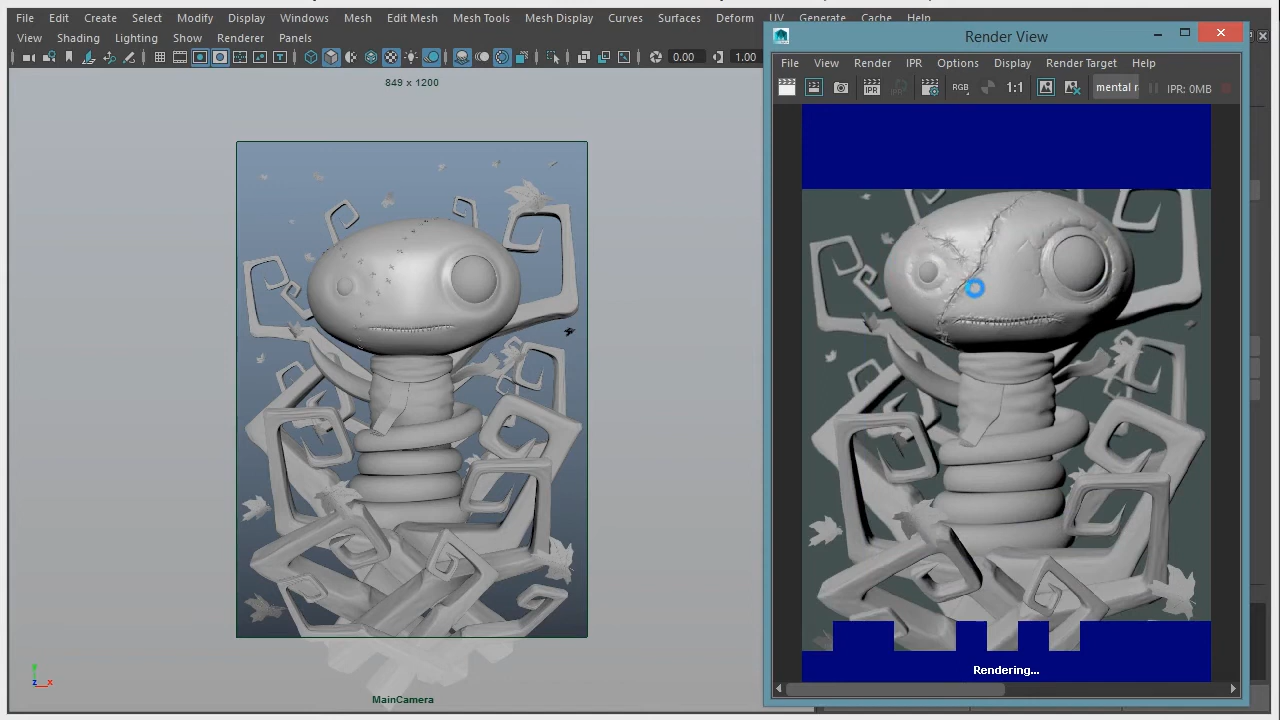 File Edit Create Select Modify Display Windows Mesh Edit Mesh Mesh Tools Mesh Display Curves Surfaces Deform UV Generate Cache Help
View Shading Lighting Show Renderer Panels
0.00 1.00
849 x 1200
MainCamera
Render View
File View Render IPR Options Display Render Target Help
IPR RGB 1:1 mental r IPR: 0MB
Rendering...
z x